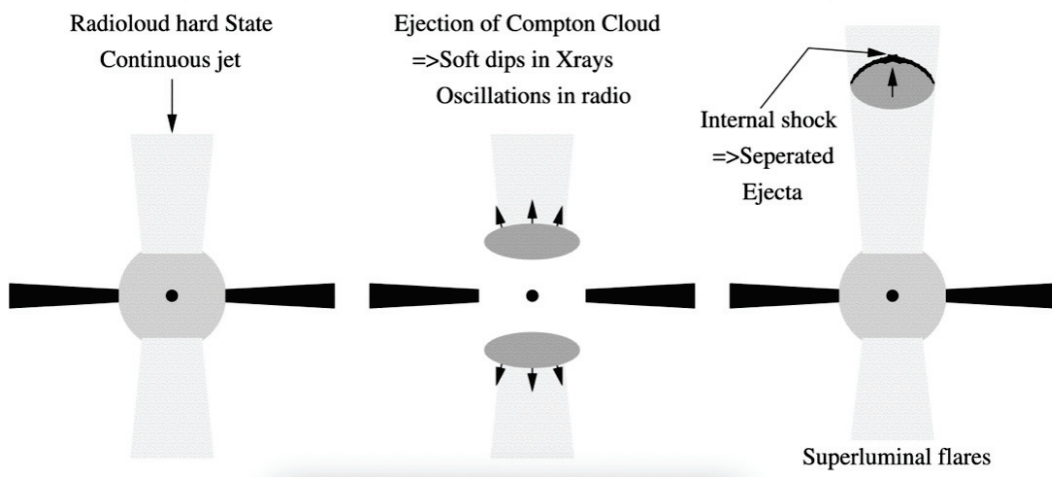 Radioloud hard State
Continuous jet
Ejection of Compton Cloud
=>Soft dips in Xrays
Oscillations in radio
Internal shock
=>Seperated
Ejecta
Superluminal flares